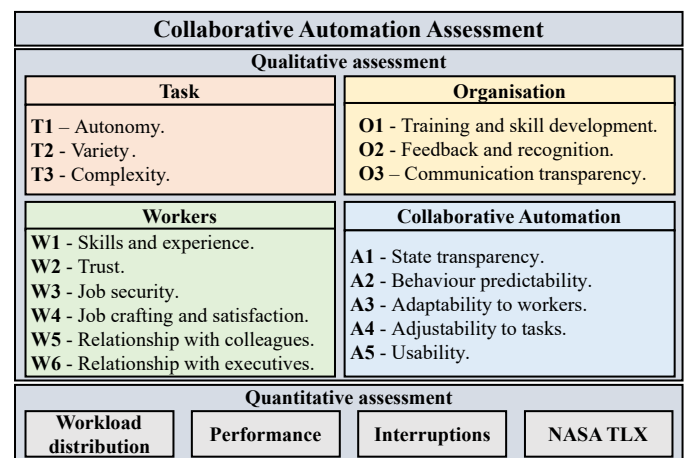 Collaborative Automation Assessment
Qualitative assessment
Task
T1 – Autonomy.
T2 - Variety.
T3 - Complexity.
Organisation
O1 - Training and skill development.
O2 - Feedback and recognition.
O3 – Communication transparency.
Workers
W1 - Skills and experience.
W2 - Trust.
W3 - Job security.
W4 - Job crafting and satisfaction.
W5 - Relationship with colleagues.
W6 - Relationship with executives.
Collaborative Automation
A1 - State transparency.
A2 - Behaviour predictability.
A3 - Adaptability to workers.
A4 - Adjustability to tasks.
A5 - Usability.
Quantitative assessment
Workload
distribution
Performance
Interruptions
NASA TLX